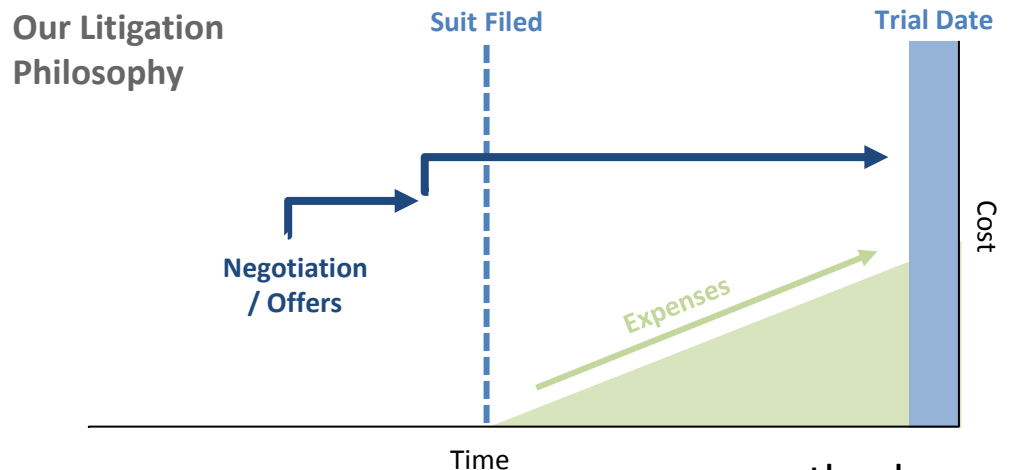 Our Litigation
Philosophy
Suit Filed
Trial Date
Negotiation
/ Offers
Expenses
Cost
Time